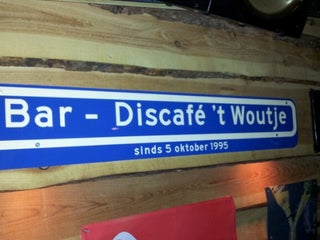 Bar - Discafé 't Woutje
sinds 5 oktober 1995